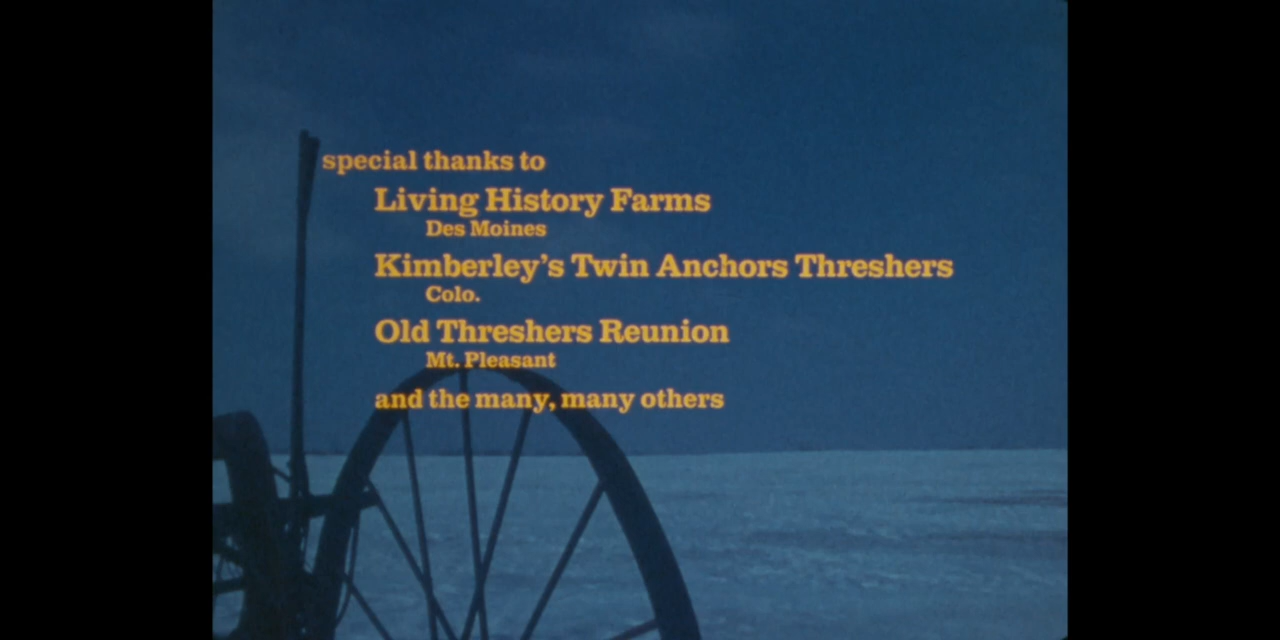 special thanks to
Living History Farms
Des Moines
Kimberley's Twin Anchors Threshers
Colo.
Old Threshers Reunion
Mt. Pleasant
and the many, many others